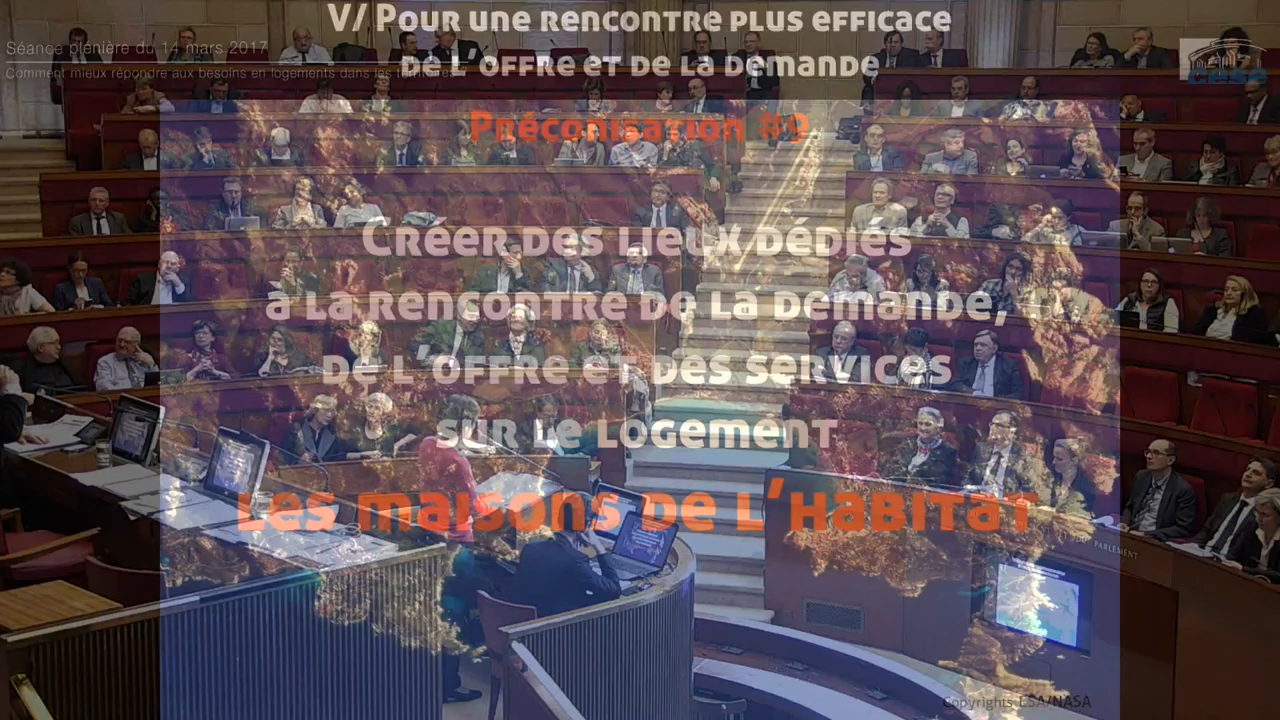 V/ Pour une rencontre plus efficace
de l'offre et de la demande
Séance plénière du 14 mars 2017
Comment mieux répondre aux besoins en logements dans les territoires
cese
Préconisation #9
Créer des lieux dédiés
à la rencontre de la demande,
de l'offre et des services
sur le logement
Les maisons de l'habitat
PARLEMENT
Copyrights ESA/NASA